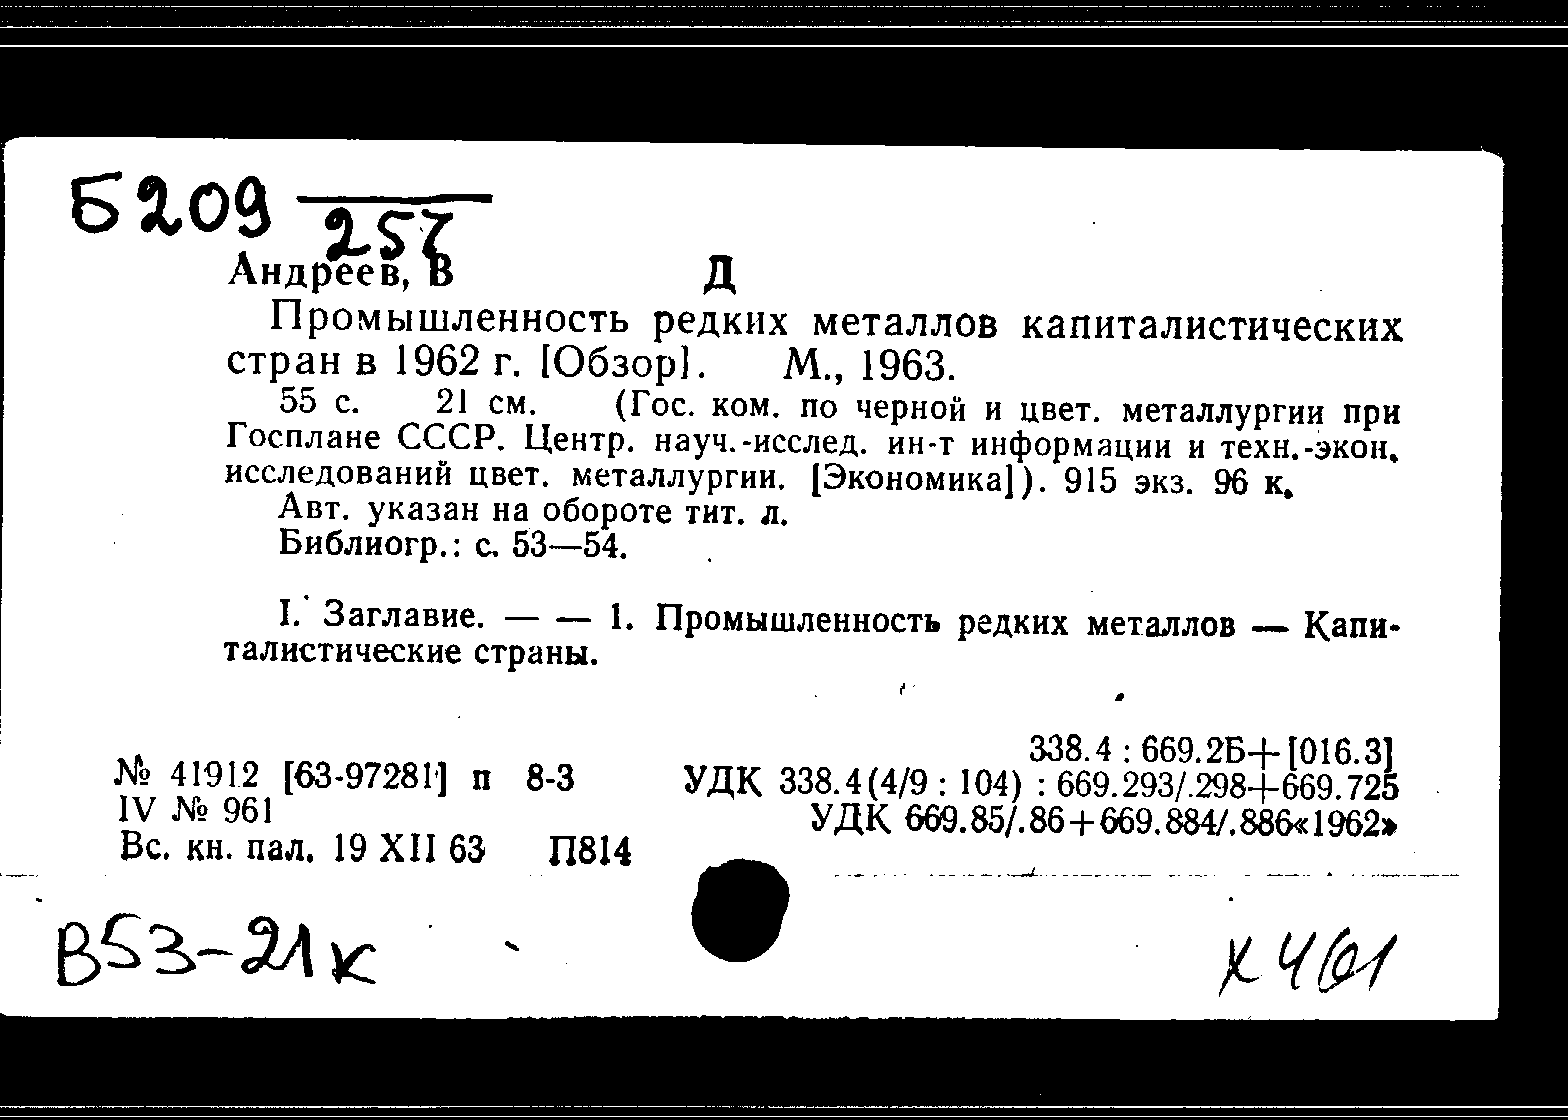 Б209
257
Андреев, В Д
Промышленность редких металлов капиталистических
стран в 1962 г. [Обзор]. М., 1963.
55 с. 21 см. (Гос. ком. по черной и цвет. металлургии при
Госплане СССР. Центр. науч.-исслед. ин-т информации и техн.-экон.
исследований цвет. металлургии. [Экономика]). 915 экз. 96 к.
Авт. указан на обороте тит. л.
Библиогр.: с. 53—54.
I. Заглавие. — — 1. Промышленность редких металлов — Капи-
талистические страны.
338.4 : 669.2Б+[016.3]
№ 41912 [63-97281] п 8-3 УДК 338.4(4/9 : 104) : 669.293/.298+669.725
IV № 961 УДК 669.85/.86+669.884/.886«1962»
Вс. кн. пал. 19 XII 63 П814
В53-21к
х461